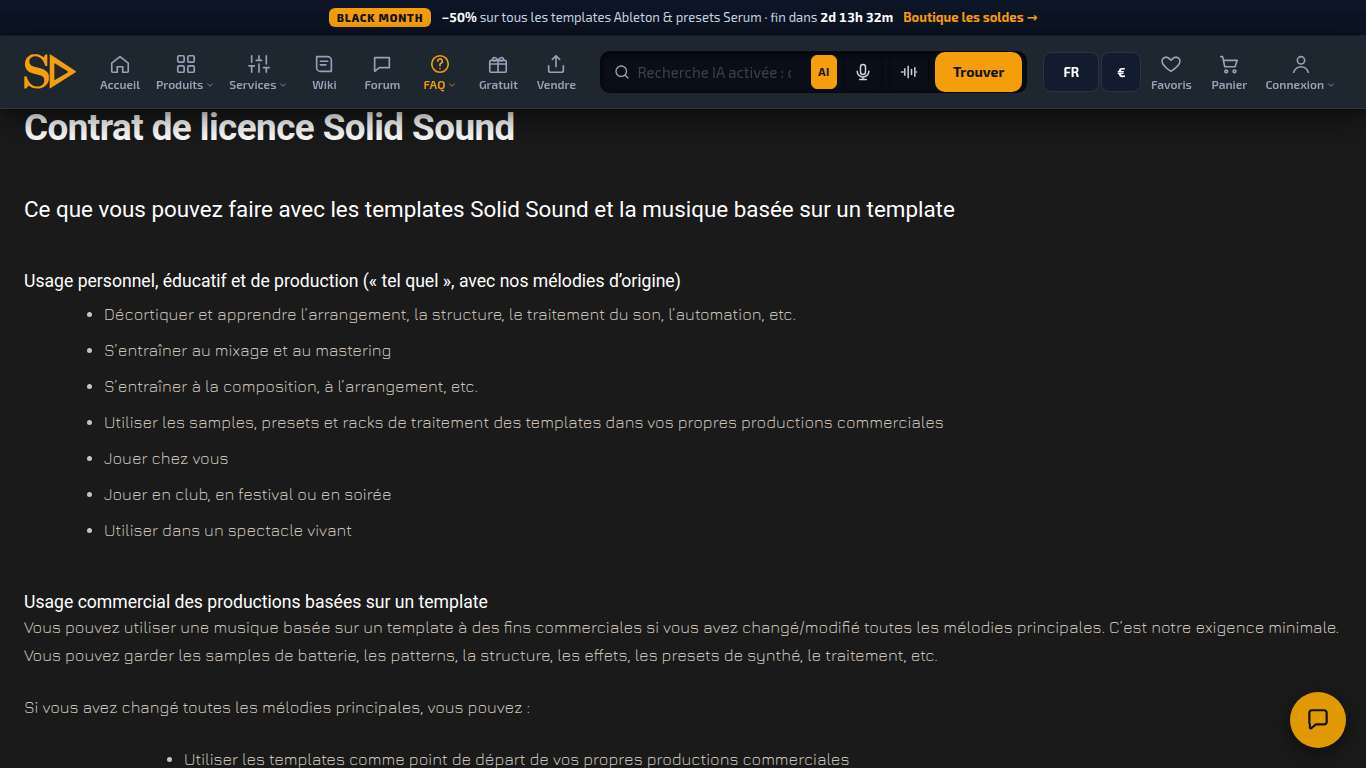 BLACK MONTH −50% sur tous les templates Ableton & presets Serum · fin dans 2d 13h 32m Boutique les soldes →
Accueil Produits Services Wiki Forum FAQ Gratuit Vendre Recherche IA activée : AI Trouver FR € Favoris Panier Connexion
Contrat de licence Solid Sound
Ce que vous pouvez faire avec les templates Solid Sound et la musique basée sur un template
Usage personnel, éducatif et de production (« tel quel », avec nos mélodies d’origine)
• Décortiquer et apprendre l’arrangement, la structure, le traitement du son, l’automation, etc.
• S’entraîner au mixage et au mastering
• S’entraîner à la composition, à l’arrangement, etc.
• Utiliser les samples, presets et racks de traitement des templates dans vos propres productions commerciales
• Jouer chez vous
• Jouer en club, en festival ou en soirée
• Utiliser dans un spectacle vivant
Usage commercial des productions basées sur un template
Vous pouvez utiliser une musique basée sur un template à des fins commerciales si vous avez changé/modifié toutes les mélodies principales. C’est notre exigence minimale.
Vous pouvez garder les samples de batterie, les patterns, la structure, les effets, les presets de synthé, le traitement, etc.
Si vous avez changé toutes les mélodies principales, vous pouvez :
• Utiliser les templates comme point de départ de vos propres productions commerciales